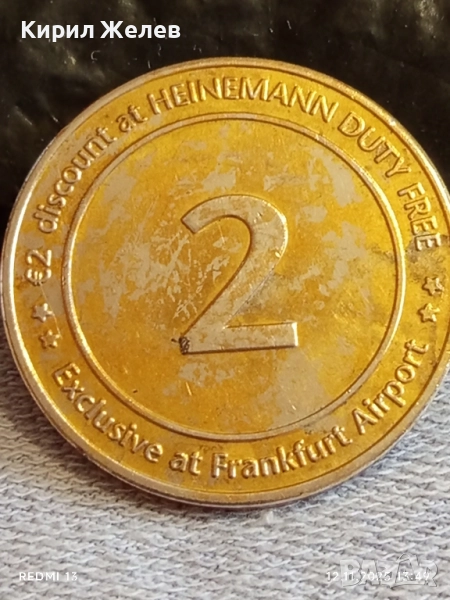 Кирил Желев
€2 discount at HEINEMANN DUTY FREE
2
Exclusive at Frankfurt Airport
REDMI 13